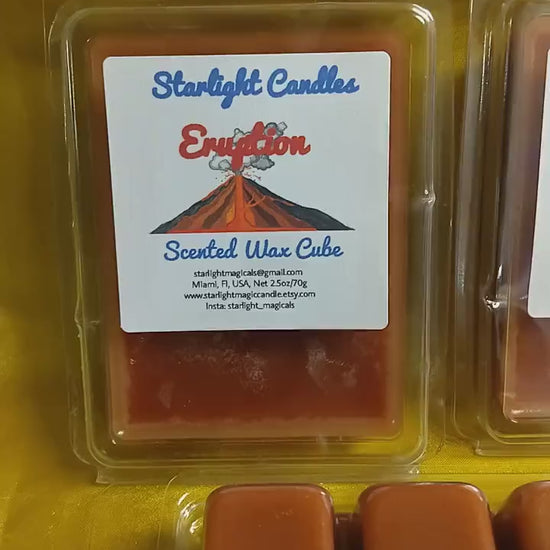 Starlight Candles
Eruption
Scented Wax Cube
starlightmagicals@gmail.com
Miami, Fl, USA, Net 2.5oz/70g
www.starlightmagiccandle.etsy.com
Insta: starlight_magicals